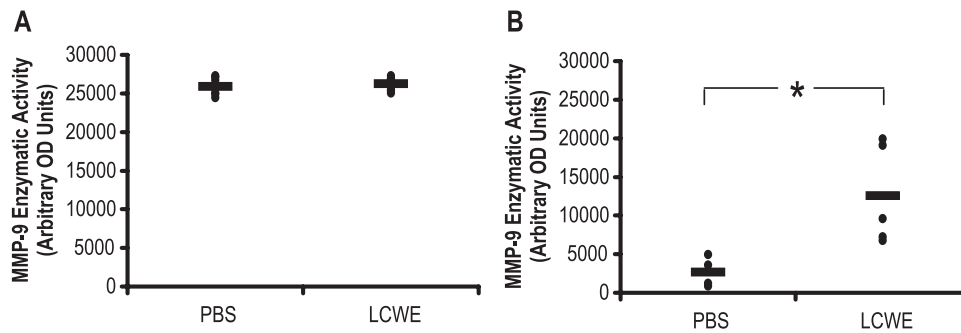 A
MMP-9 Enzymatic Activity
(Arbitrary OD Units)
30000
25000
20000
15000
10000
5000
0
PBS
LCWE
B
MMP-9 Enzymatic Activity
(Arbitrary OD Units)
30000
25000
20000
15000
10000
5000
0
*
PBS
LCWE